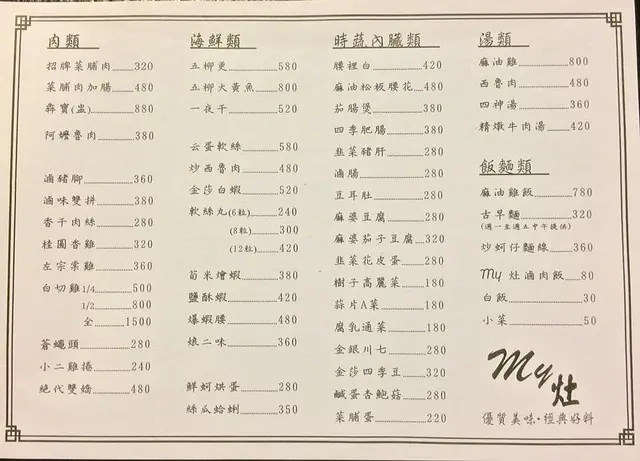 肉類
招牌菜脯肉 320
菜脯肉加腸 480
犇寶(盅) 880
阿嬤魯肉 380
滷豬腳 360
滷味雙拼 380
香干肉絲 280
桂圓香雞 320
左宗棠雞 360
白切雞1/4 500
1/2 800
全 1500
蒼蠅頭 280
小二雞捲 240
絕代雙嬌 480
海鮮類
五柳更 580
五柳大黃魚 800
一夜干 520
云蛋軟絲 580
炒西魯肉 480
金莎白蝦 520
軟絲丸(6粒) 240
(8粒) 300
(12粒) 420
筍米燴蝦 380
鹽酥蝦 420
爆蝦腰 480
燒二味 360
鮮蚵烘蛋 280
絲瓜蛤蜊 350
時蔬內臟類
腰裡白 420
麻油松板腰花 480
茄腸煲 380
四季肥腸 380
韭菜豬肝 280
滷腸 280
豆耳肚 280
麻婆豆腐 280
麻婆茄子豆腐 320
韭菜花皮蛋 280
樹子高麗菜 180
蒜片A菜 180
腐乳通菜 180
金銀川七 280
金莎四季豆 320
鹹蛋杏鮑菇 280
菜脯蛋 220
湯類
麻油雞 800
西魯肉 480
四神湯 360
精燉牛肉湯 420
飯麵類
麻油雞飯 780
古早麵 320
(週一至週五中午提供)
炒蚵仔麵線 360
My 灶滷肉飯 80
白飯 30
小菜 50
My 灶
優質美味·經典好料